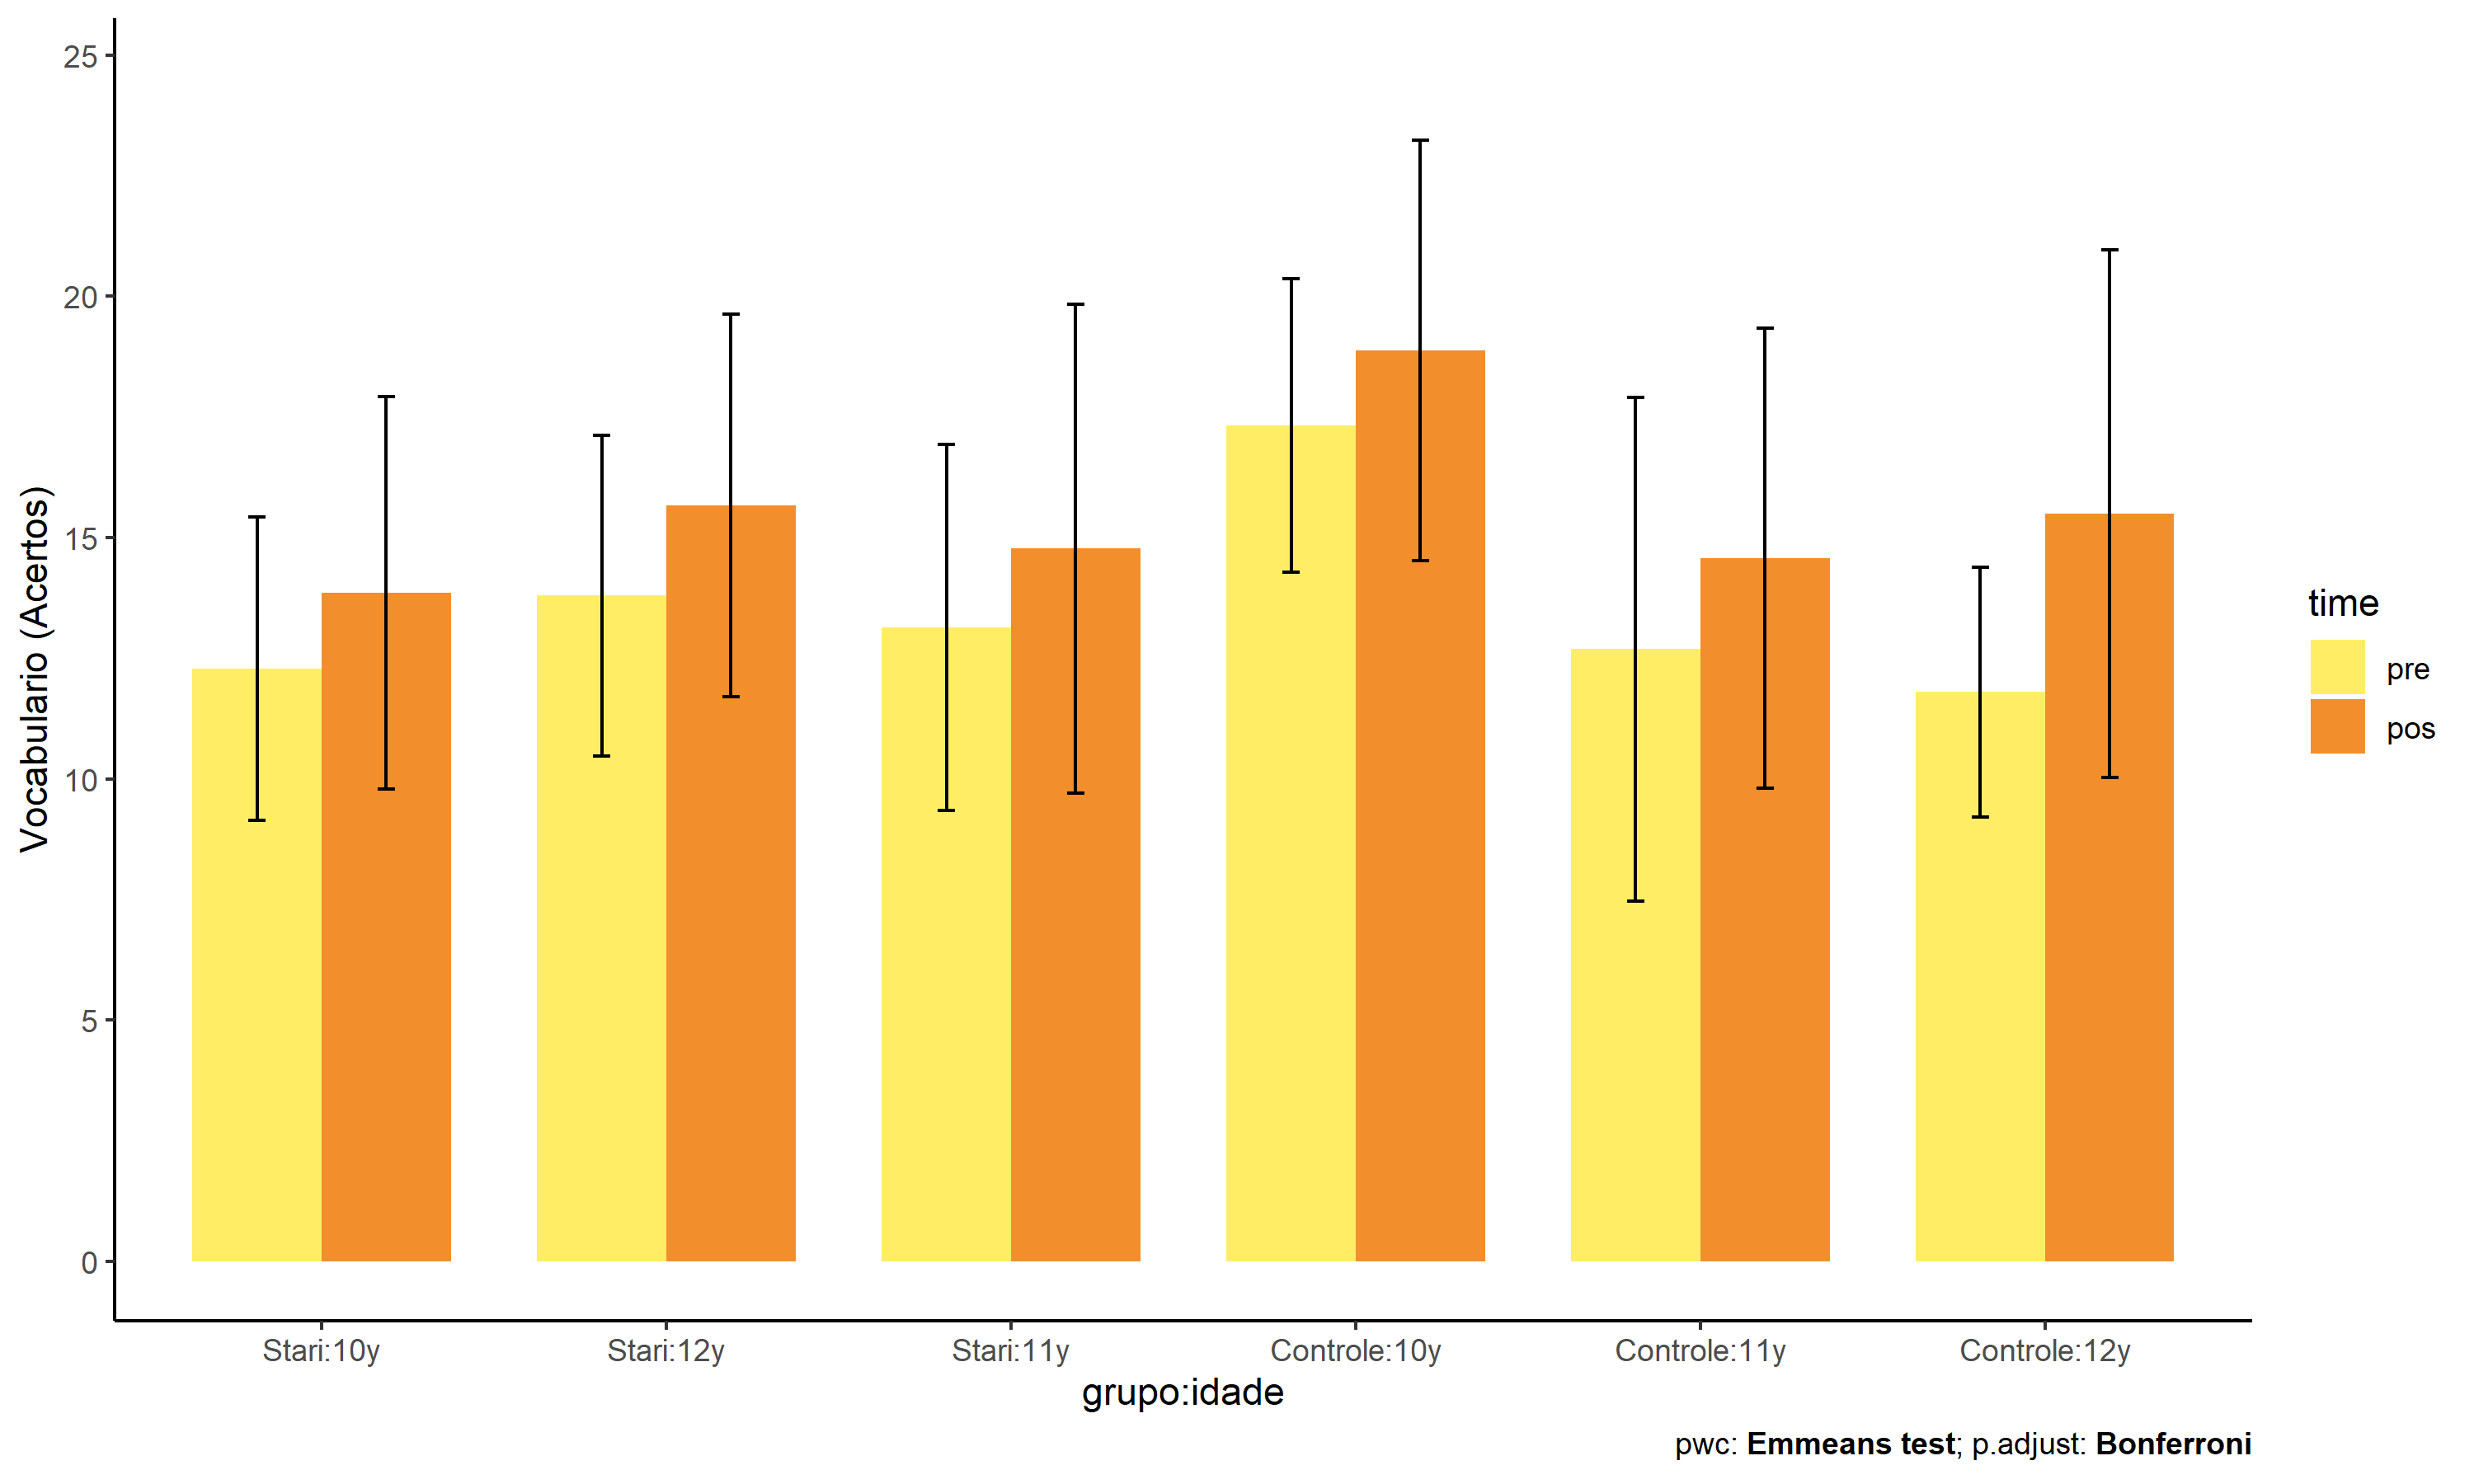 25
20
15
10
5
0
Vocabulario (Acertos)
Stari:10y
Stari:12y
Stari:11y
Controle:10y
Controle:11y
Controle:12y
grupo:idade
time
pre
pos
pwc: Emmeans test; p.adjust: Bonferroni